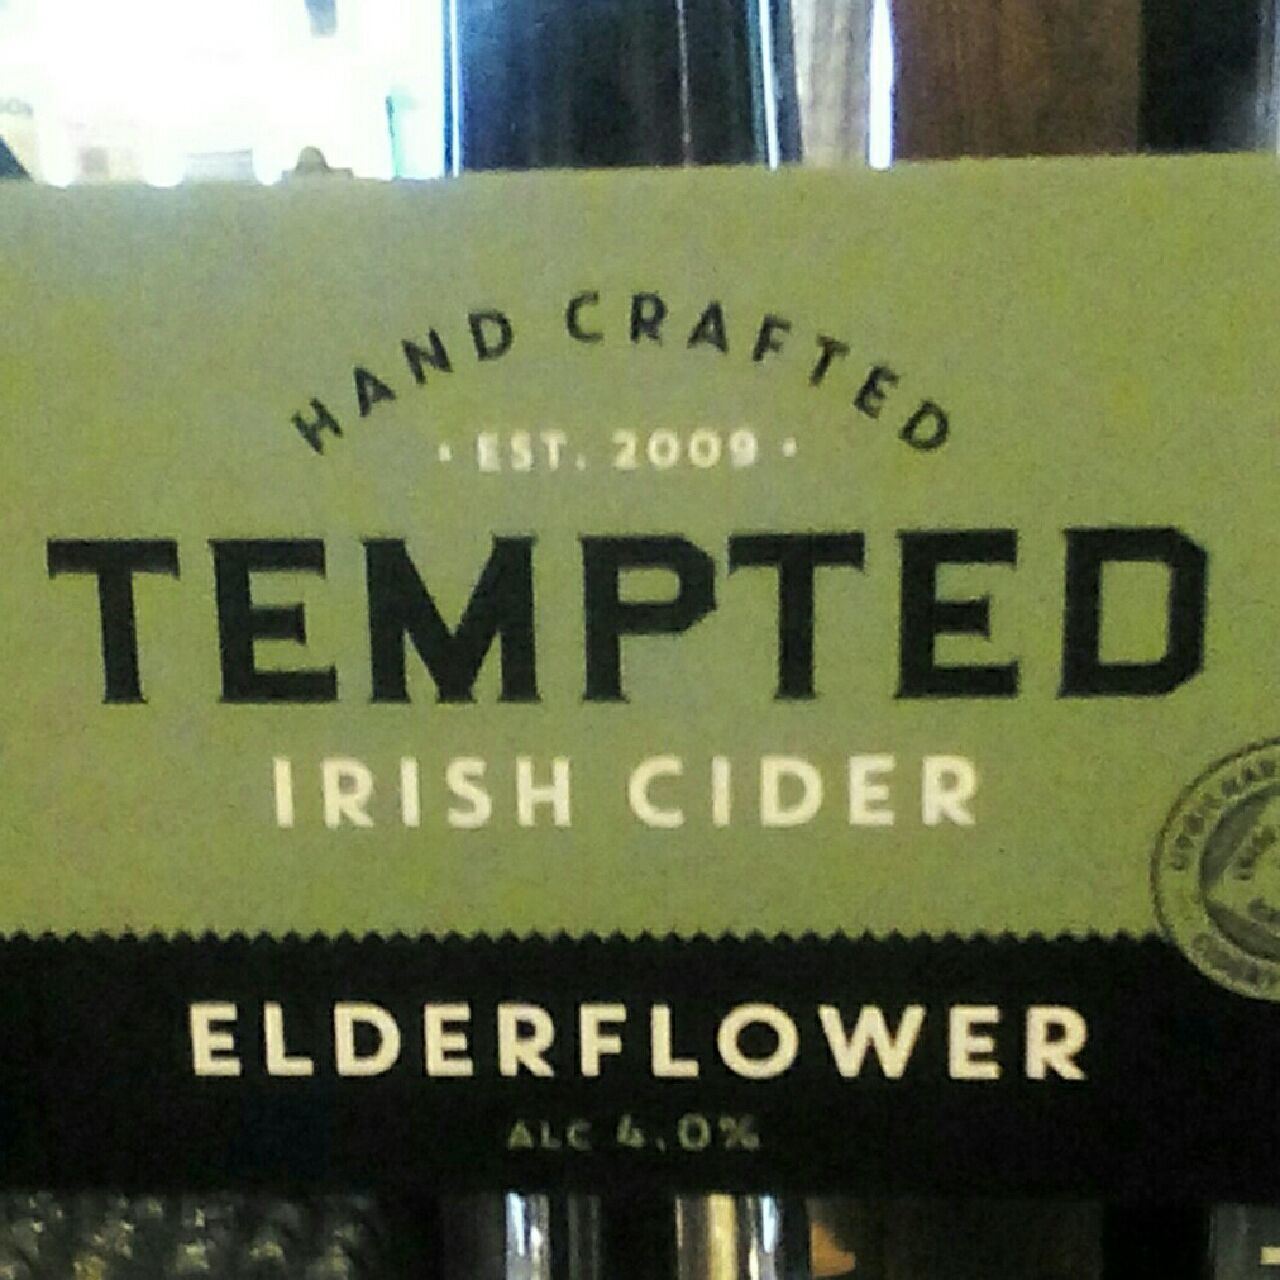 HAND CRAFTED
· EST. 2009 ·
TEMPTED
IRISH CIDER
ELDERFLOWER
ALC 4.0%